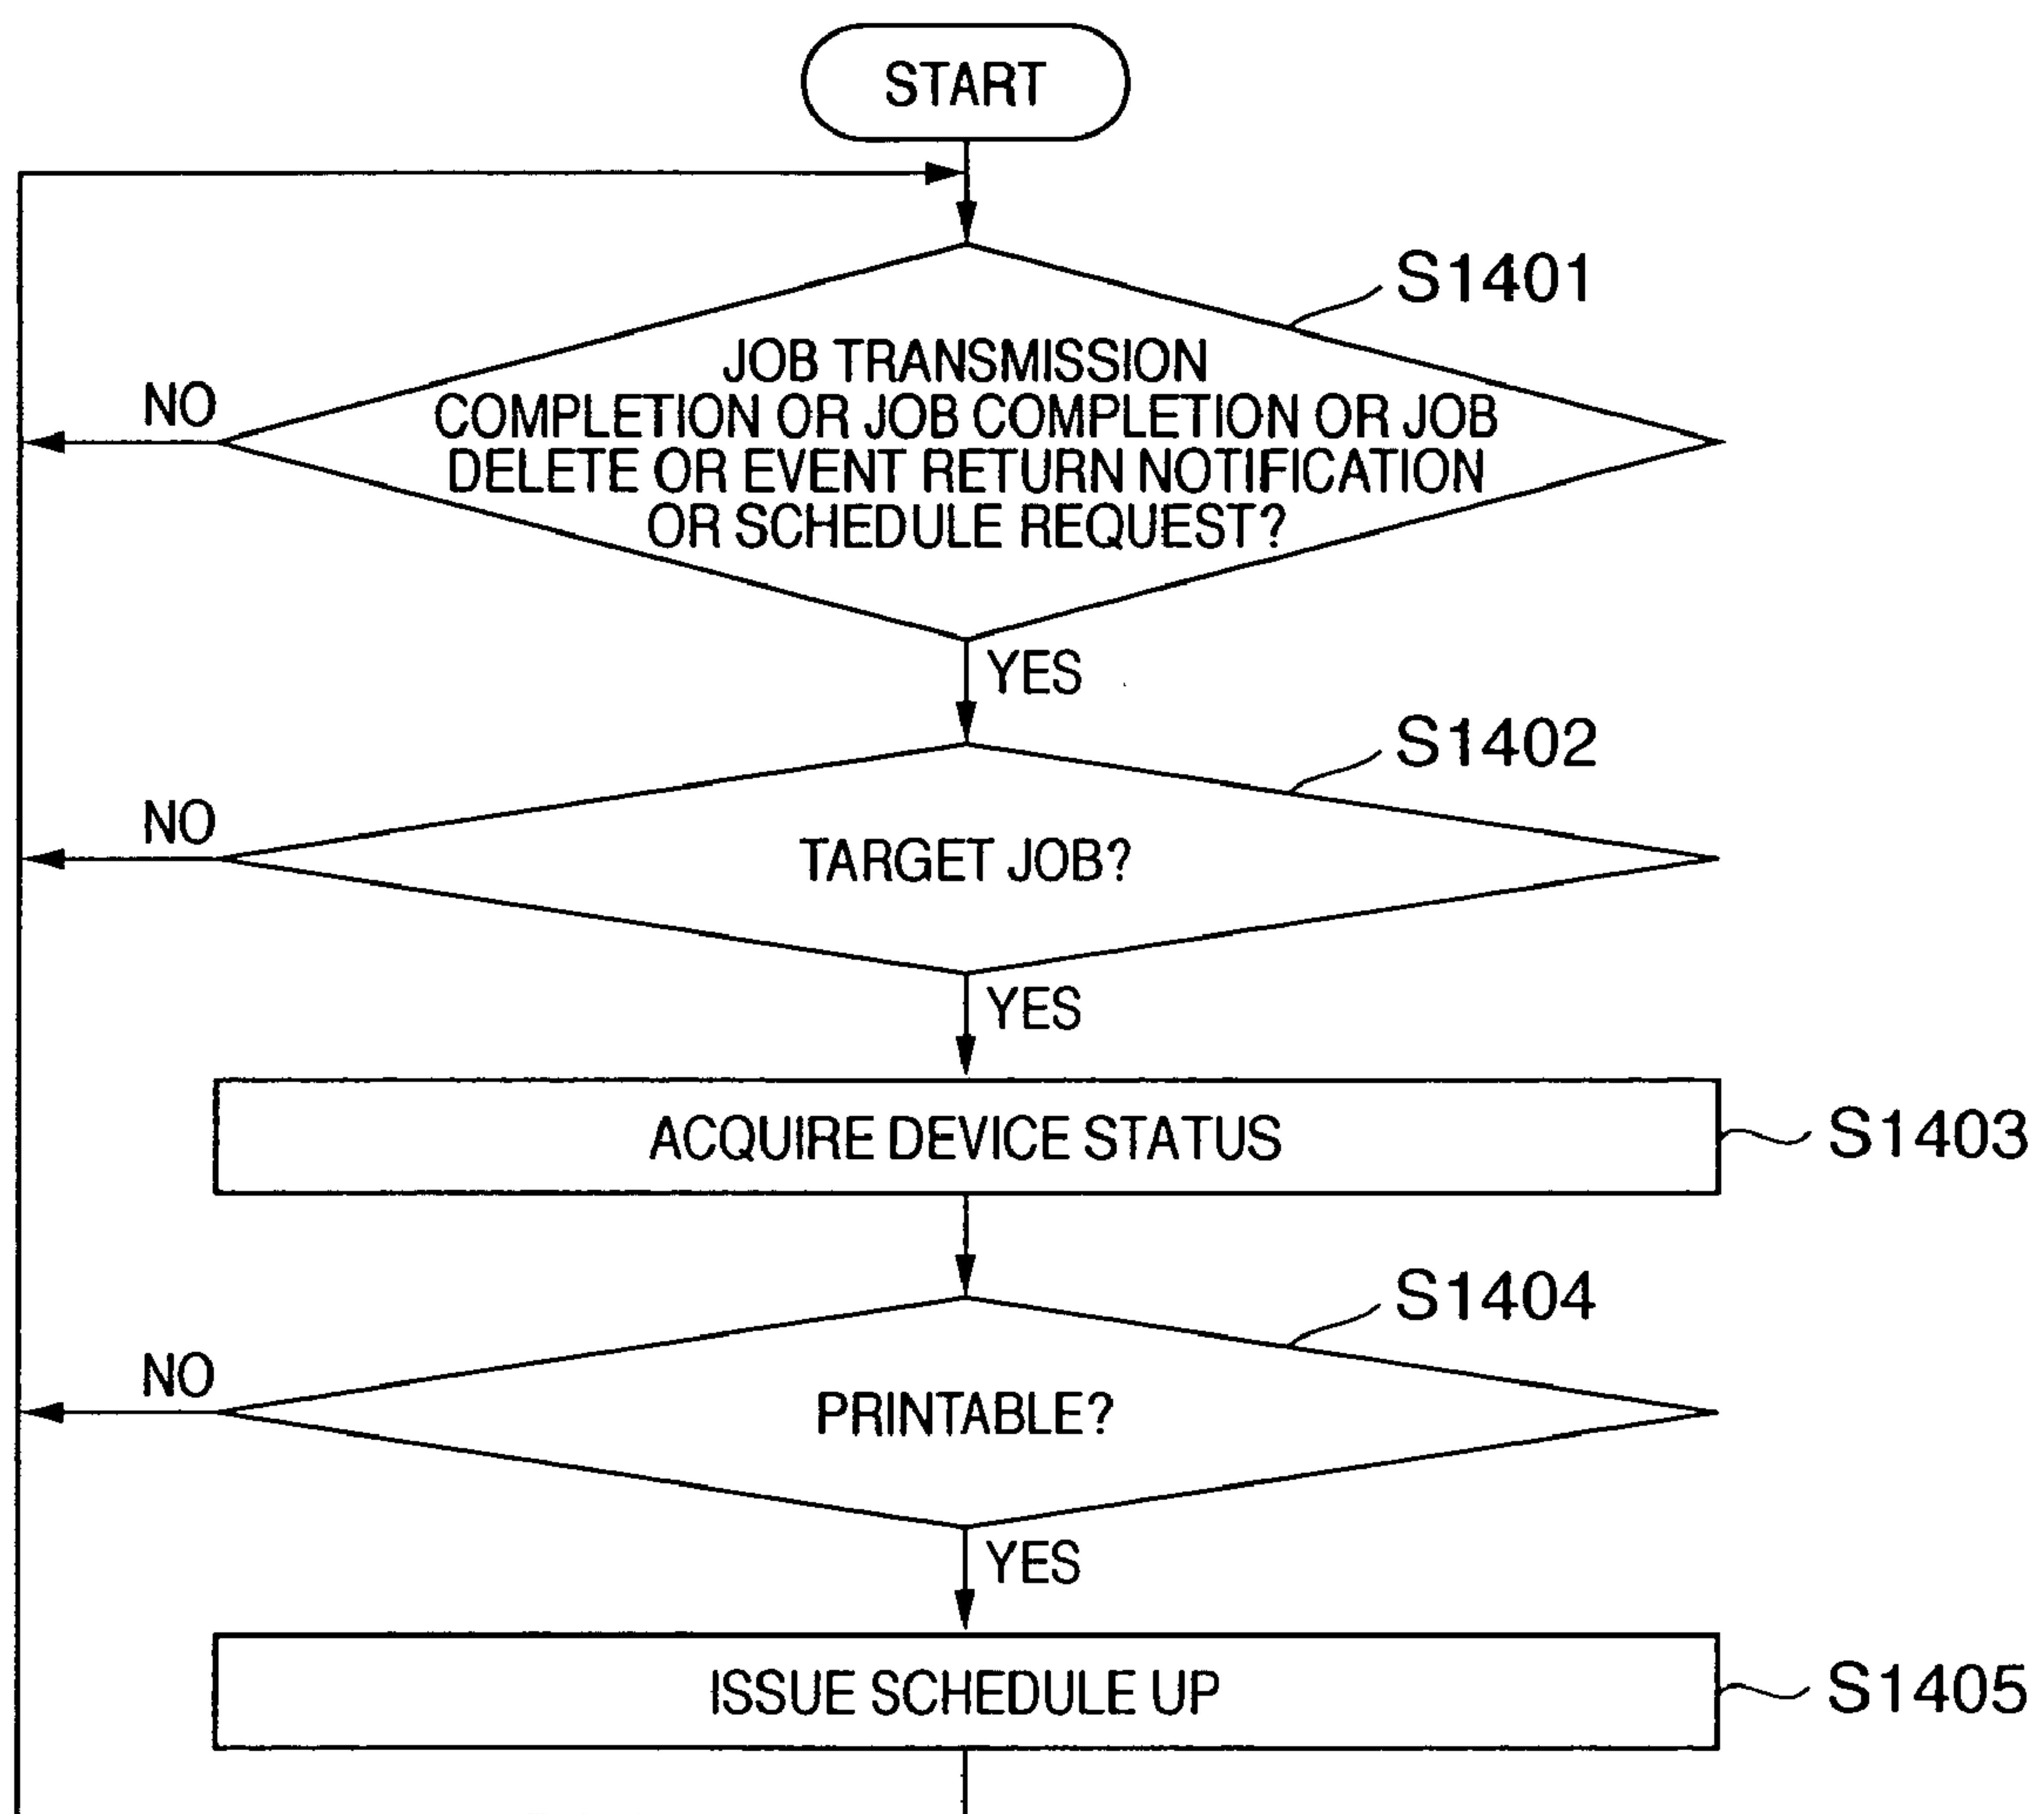 START
S1401
JOB TRANSMISSION
COMPLETION OR JOB COMPLETION OR JOB
DELETE OR EVENT RETURN NOTIFICATION
OR SCHEDULE REQUEST?
NO
YES
S1402
TARGET JOB?
NO
YES
ACQUIRE DEVICE STATUS
S1403
S1404
PRINTABLE?
NO
YES
ISSUE SCHEDULE UP
S1405